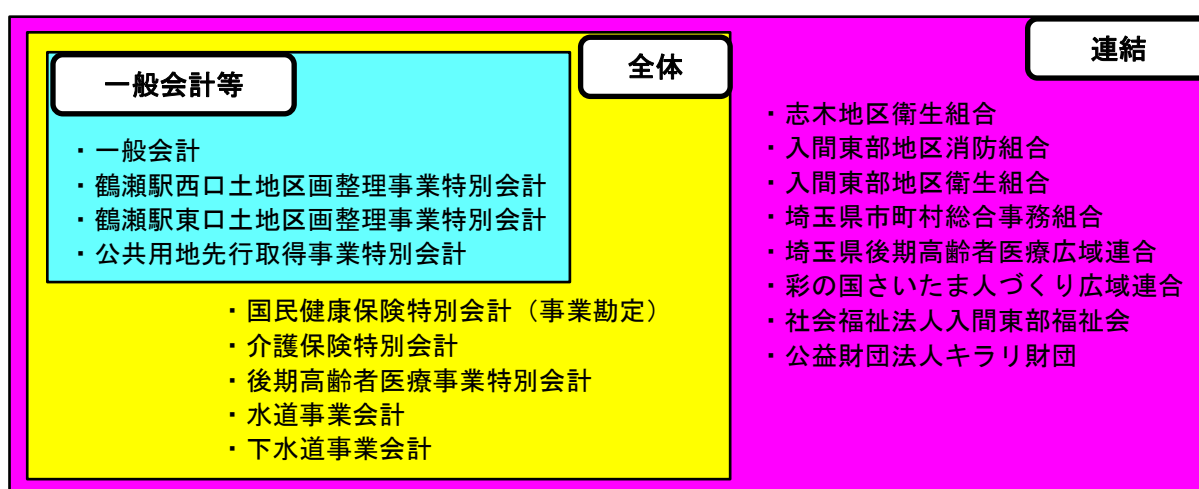 一般会計等
・一般会計
・鶴瀬駅西口土地区画整理事業特別会計
・鶴瀬駅東口土地区画整理事業特別会計
・公共用地先行取得事業特別会計
全体
・国民健康保険特別会計（事業勘定）
・介護保険特別会計
・後期高齢者医療事業特別会計
・水道事業会計
・下水道事業会計
連結
・志木地区衛生組合
・入間東部地区消防組合
・入間東部地区衛生組合
・埼玉県市町村総合事務組合
・埼玉県後期高齢者医療広域連合
・彩の国さいたま人づくり広域連合
・社会福祉法人入間東部福祉会
・公益財団法人キラリ財団